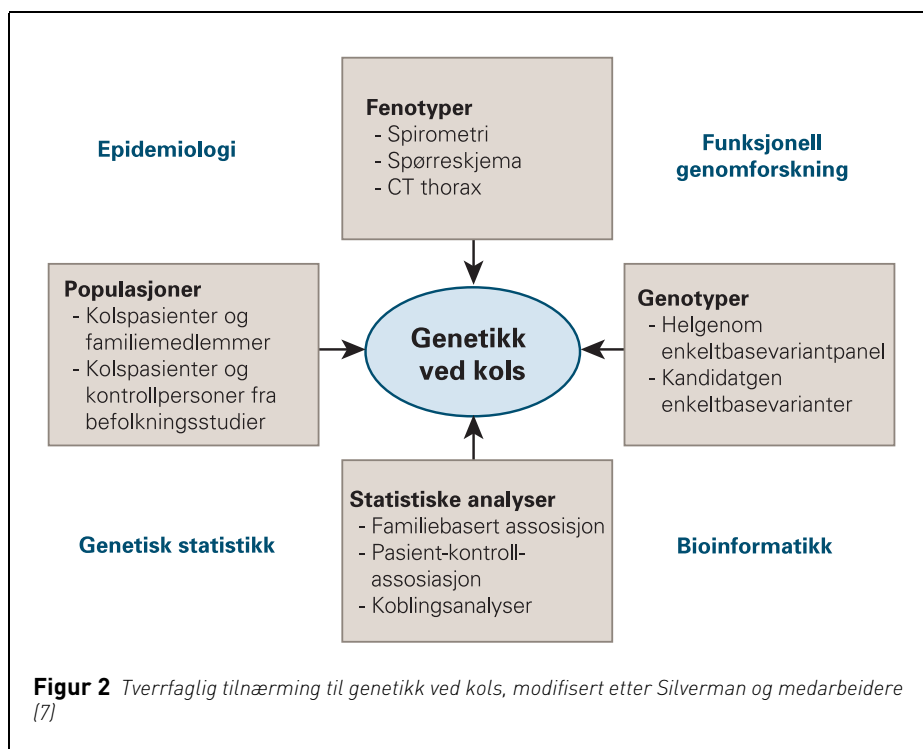 Epidemiologi
Fenotyper
- Spirometri
- Spørreskjema
- CT thorax
Funksjonell
genomforskning
Populasjoner
- Kolspasienter og
familiemedlemmer
- Kolspasienter og
kontrollpersoner fra
befolkningsstudier
Genetikk
ved kols
Genotyper
- Helgenom
enkeltbasevariantpanel
- Kandidatgen
enkeltbasevarianter
Genetisk statistikk
Statistiske analyser
- Familiebasert assosisjon
- Pasient-kontroll-
assosiasjon
- Koblingsanalyser
Bioinformatikk
Figur 2 Tverrfaglig tilnærming til genetikk ved kols, modifisert etter Silverman og medarbeidere
(7)